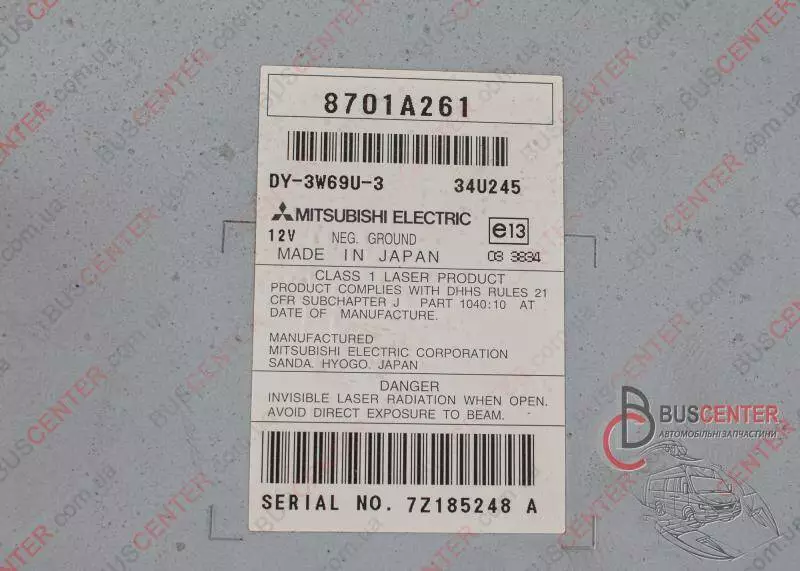 8701A261
DY-3W69U-3 34U245
MITSUBISHI ELECTRIC
12V NEG. GROUND e13
MADE IN JAPAN 03 3834
CLASS 1 LASER PRODUCT
PRODUCT COMPLIES WITH DHHS RULES 21
CFR SUBCHAPTER J PART 1040:10 AT
DATE OF MANUFACTURE.
MANUFACTURED
MITSUBISHI ELECTRIC CORPORATION
SANDA. HYOGO. JAPAN
DANGER
INVISIBLE LASER RADIATION WHEN OPEN.
AVOID DIRECT EXPOSURE TO BEAM.
SERIAL NO. 7Z185248 A
BUSCENTER
АВТОМОБІЛЬНІ ЗАПЧАСТИНИ
BUSCENTER.com.ua